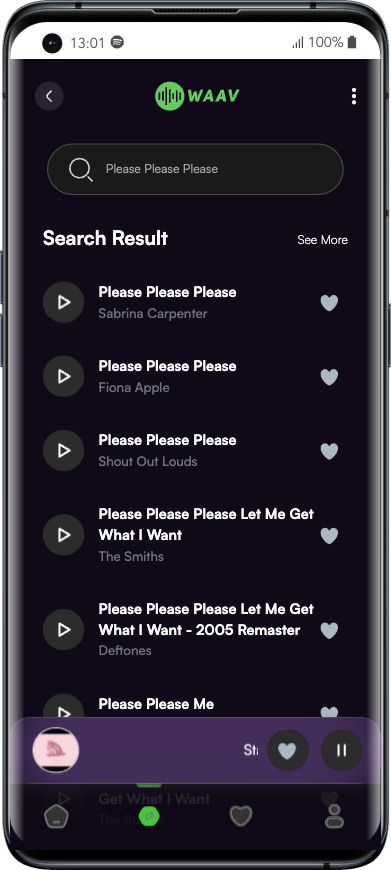 13:01
100%
WAAV
Please Please Please
Search Result
See More
Please Please Please
Sabrina Carpenter
Please Please Please
Fiona Apple
Please Please Please
Shout Out Louds
Please Please Please Let Me Get
What I Want
The Smiths
Please Please Please Let Me Get
What I Want - 2005 Remaster
Deftones
Please Please Me
Get What I Want